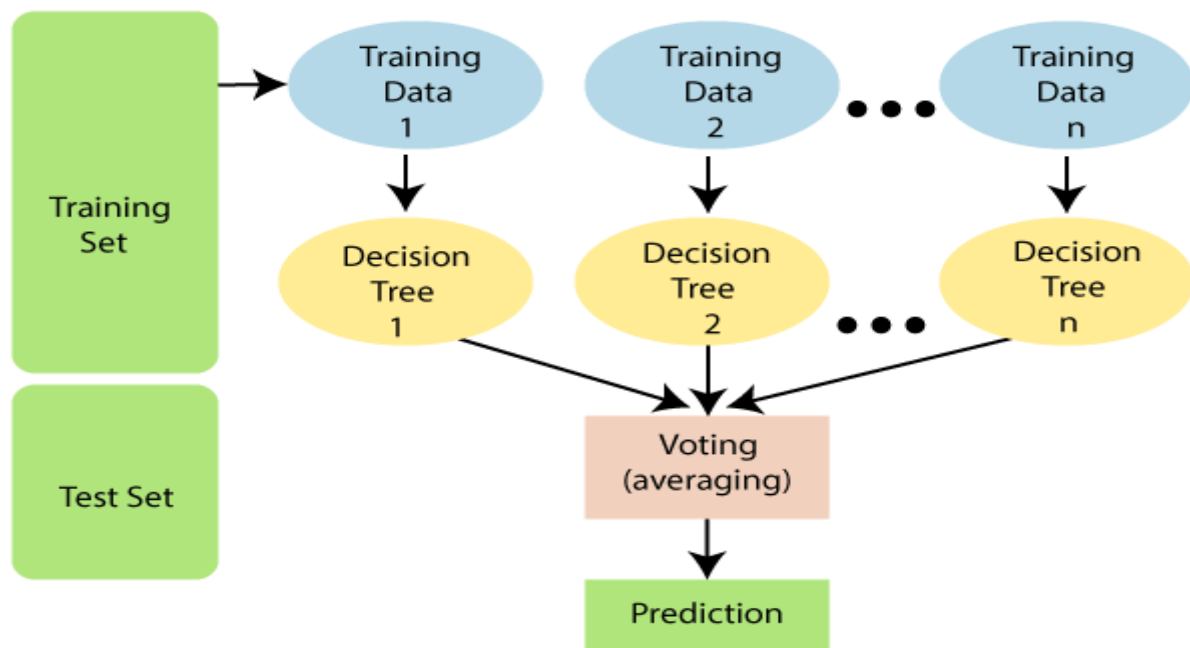 Training
Set
Test Set
Training
Data
1
Training
Data
2
Training
Data
n
Decision
Tree
1
Decision
Tree
2
Decision
Tree
n
Voting
(averaging)
Prediction